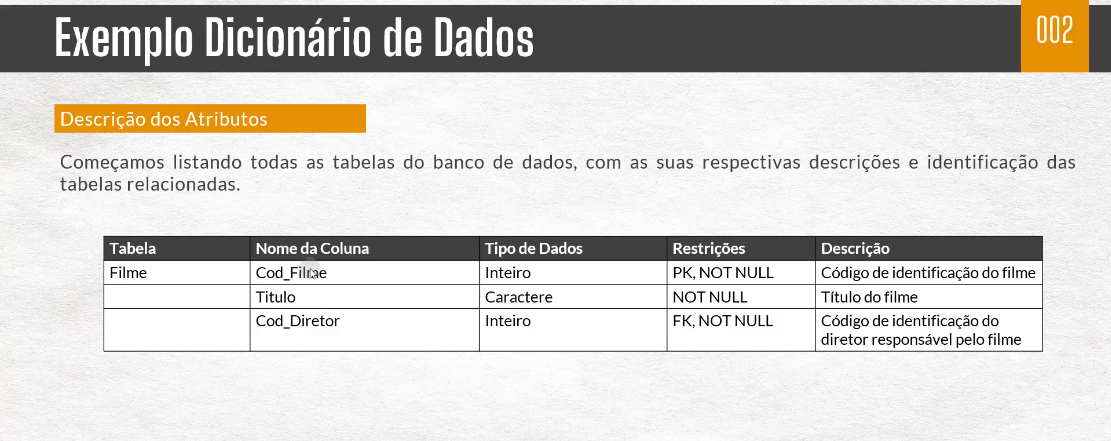 Exemplo Dicionário de Dados
002
Descrição dos Atributos
Começamos listando todas as tabelas do banco de dados, com as suas respectivas descrições e identificação das
tabelas relacionadas.
Tabela Nome da Coluna Tipo de Dados Restrições Descrição
Filme Cod_Filme Inteiro PK, NOT NULL Código de identificação do filme
Titulo Caractere NOT NULL Título do filme
Cod_Diretor Inteiro FK, NOT NULL Código de identificação do
diretor responsável pelo filme